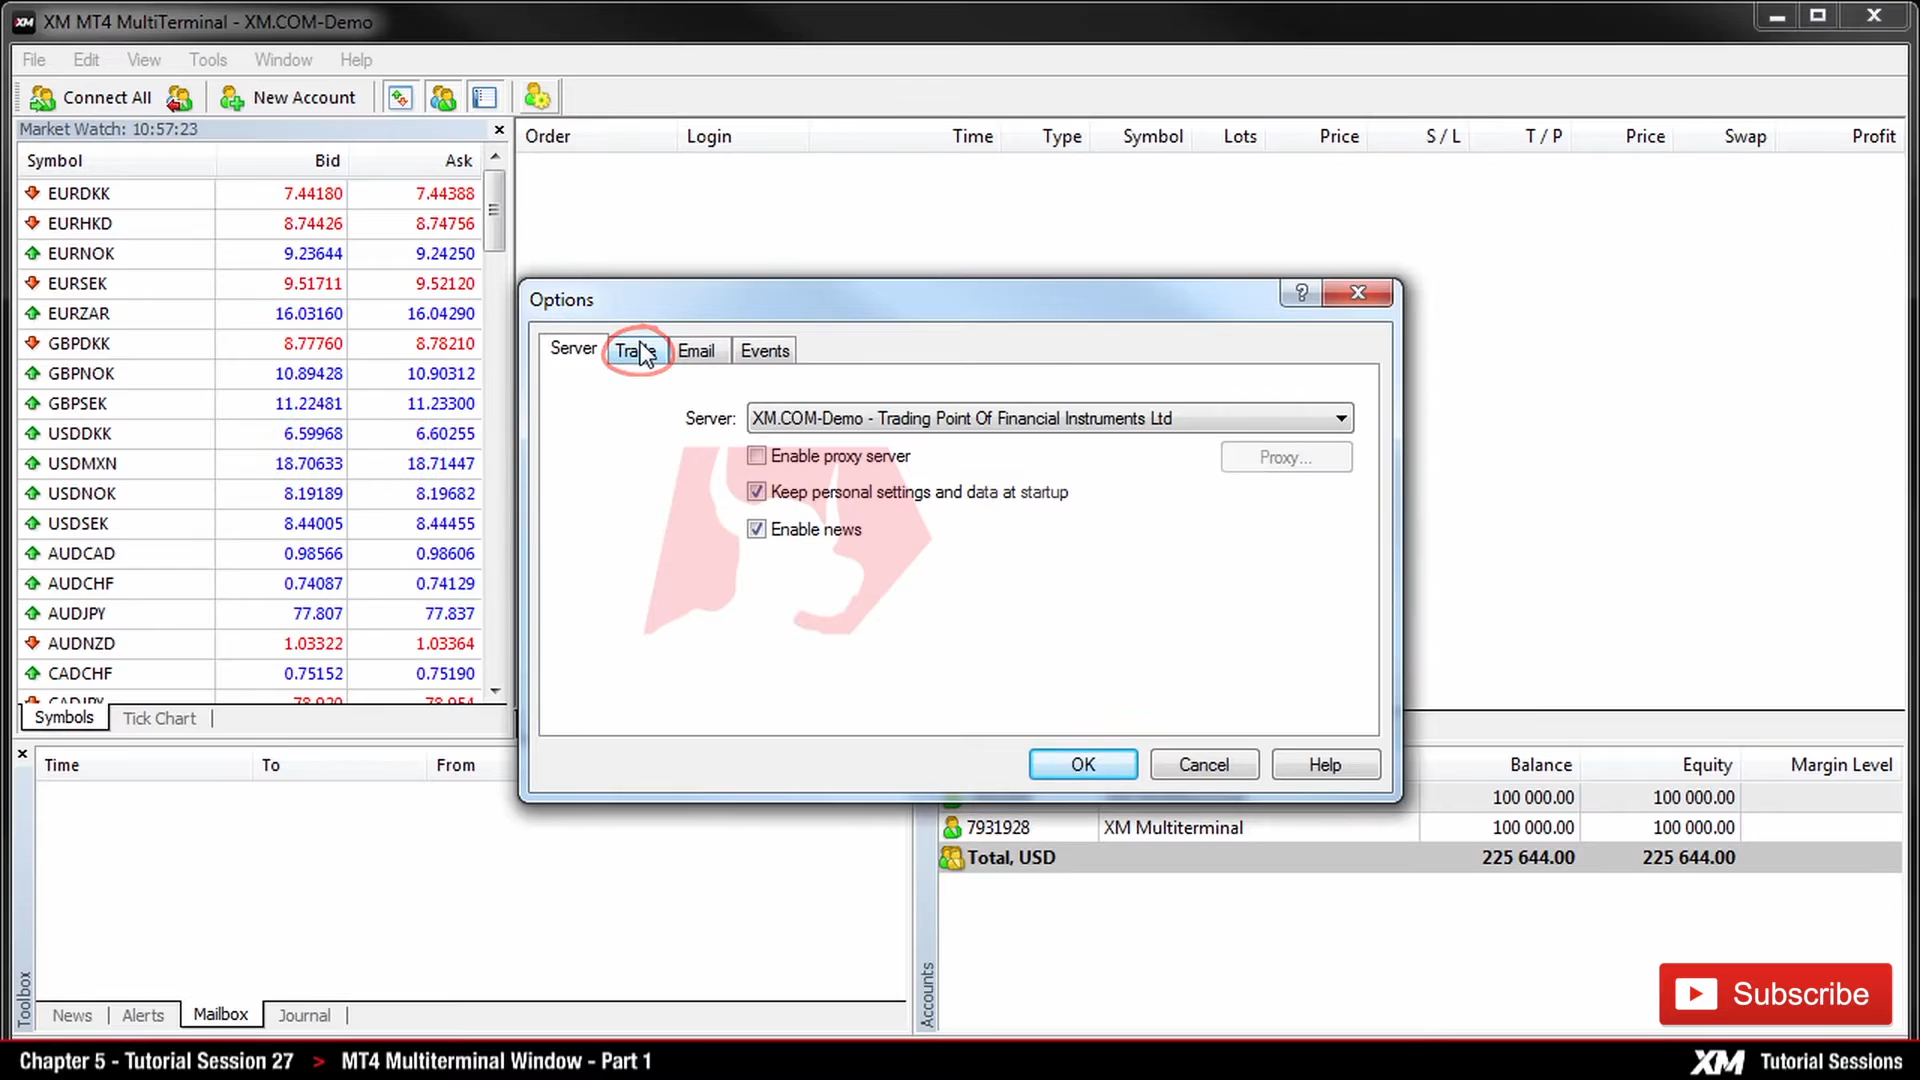 XM MT4 MultiTerminal - XM.COM-Demo
File Edit View Tools Window Help
Connect All New Account
Market Watch: 10:57:23
Symbol Bid Ask
EURDKK 7.44180 7.44388
EURHKD 8.74426 8.74756
EURNOK 9.23644 9.24250
EURSEK 9.51711 9.52120
EURZAR 16.03160 16.04290
GBPDKK 8.77760 8.78210
GBPNOK 10.89428 10.90312
GBPSEK 11.22481 11.23300
USDDKK 6.59968 6.60255
USDMXN 18.70633 18.71447
USDNOK 8.19189 8.19682
USDSEK 8.44005 8.44455
AUDCAD 0.98566 0.98606
AUDCHF 0.74087 0.74129
AUDJPY 77.807 77.837
AUDNZD 1.03322 1.03364
CADCHF 0.75152 0.75190
CADJPY 78.920 78.954
Symbols Tick Chart
Order Login Time Type Symbol Lots Price S / L T / P Price Swap Profit
Options
Server Trade Email Events
Server: XM.COM-Demo - Trading Point Of Financial Instruments Ltd
Enable proxy server Proxy...
Keep personal settings and data at startup
Enable news
OK Cancel Help
Time To From
Toolbox
News Alerts Mailbox Journal
Balance Equity Margin Level
100 000.00 100 000.00
7931928 XM Multiterminal 100 000.00 100 000.00
Total, USD 225 644.00 225 644.00
Accounts
Subscribe
Chapter 5 - Tutorial Session 27 > MT4 Multiterminal Window - Part 1
XM Tutorial Sessions